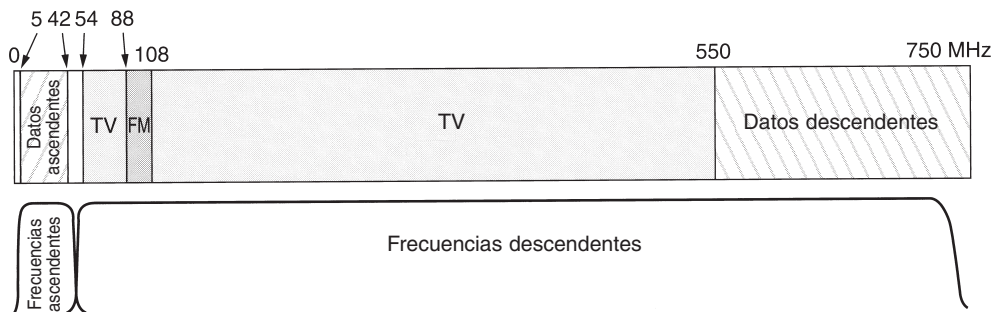 5 42 54 88
0 108 550 750 MHz
Datos
ascendentes
TV
FM
TV
Datos descendentes
Frecuencias
ascendentes
Frecuencias descendentes